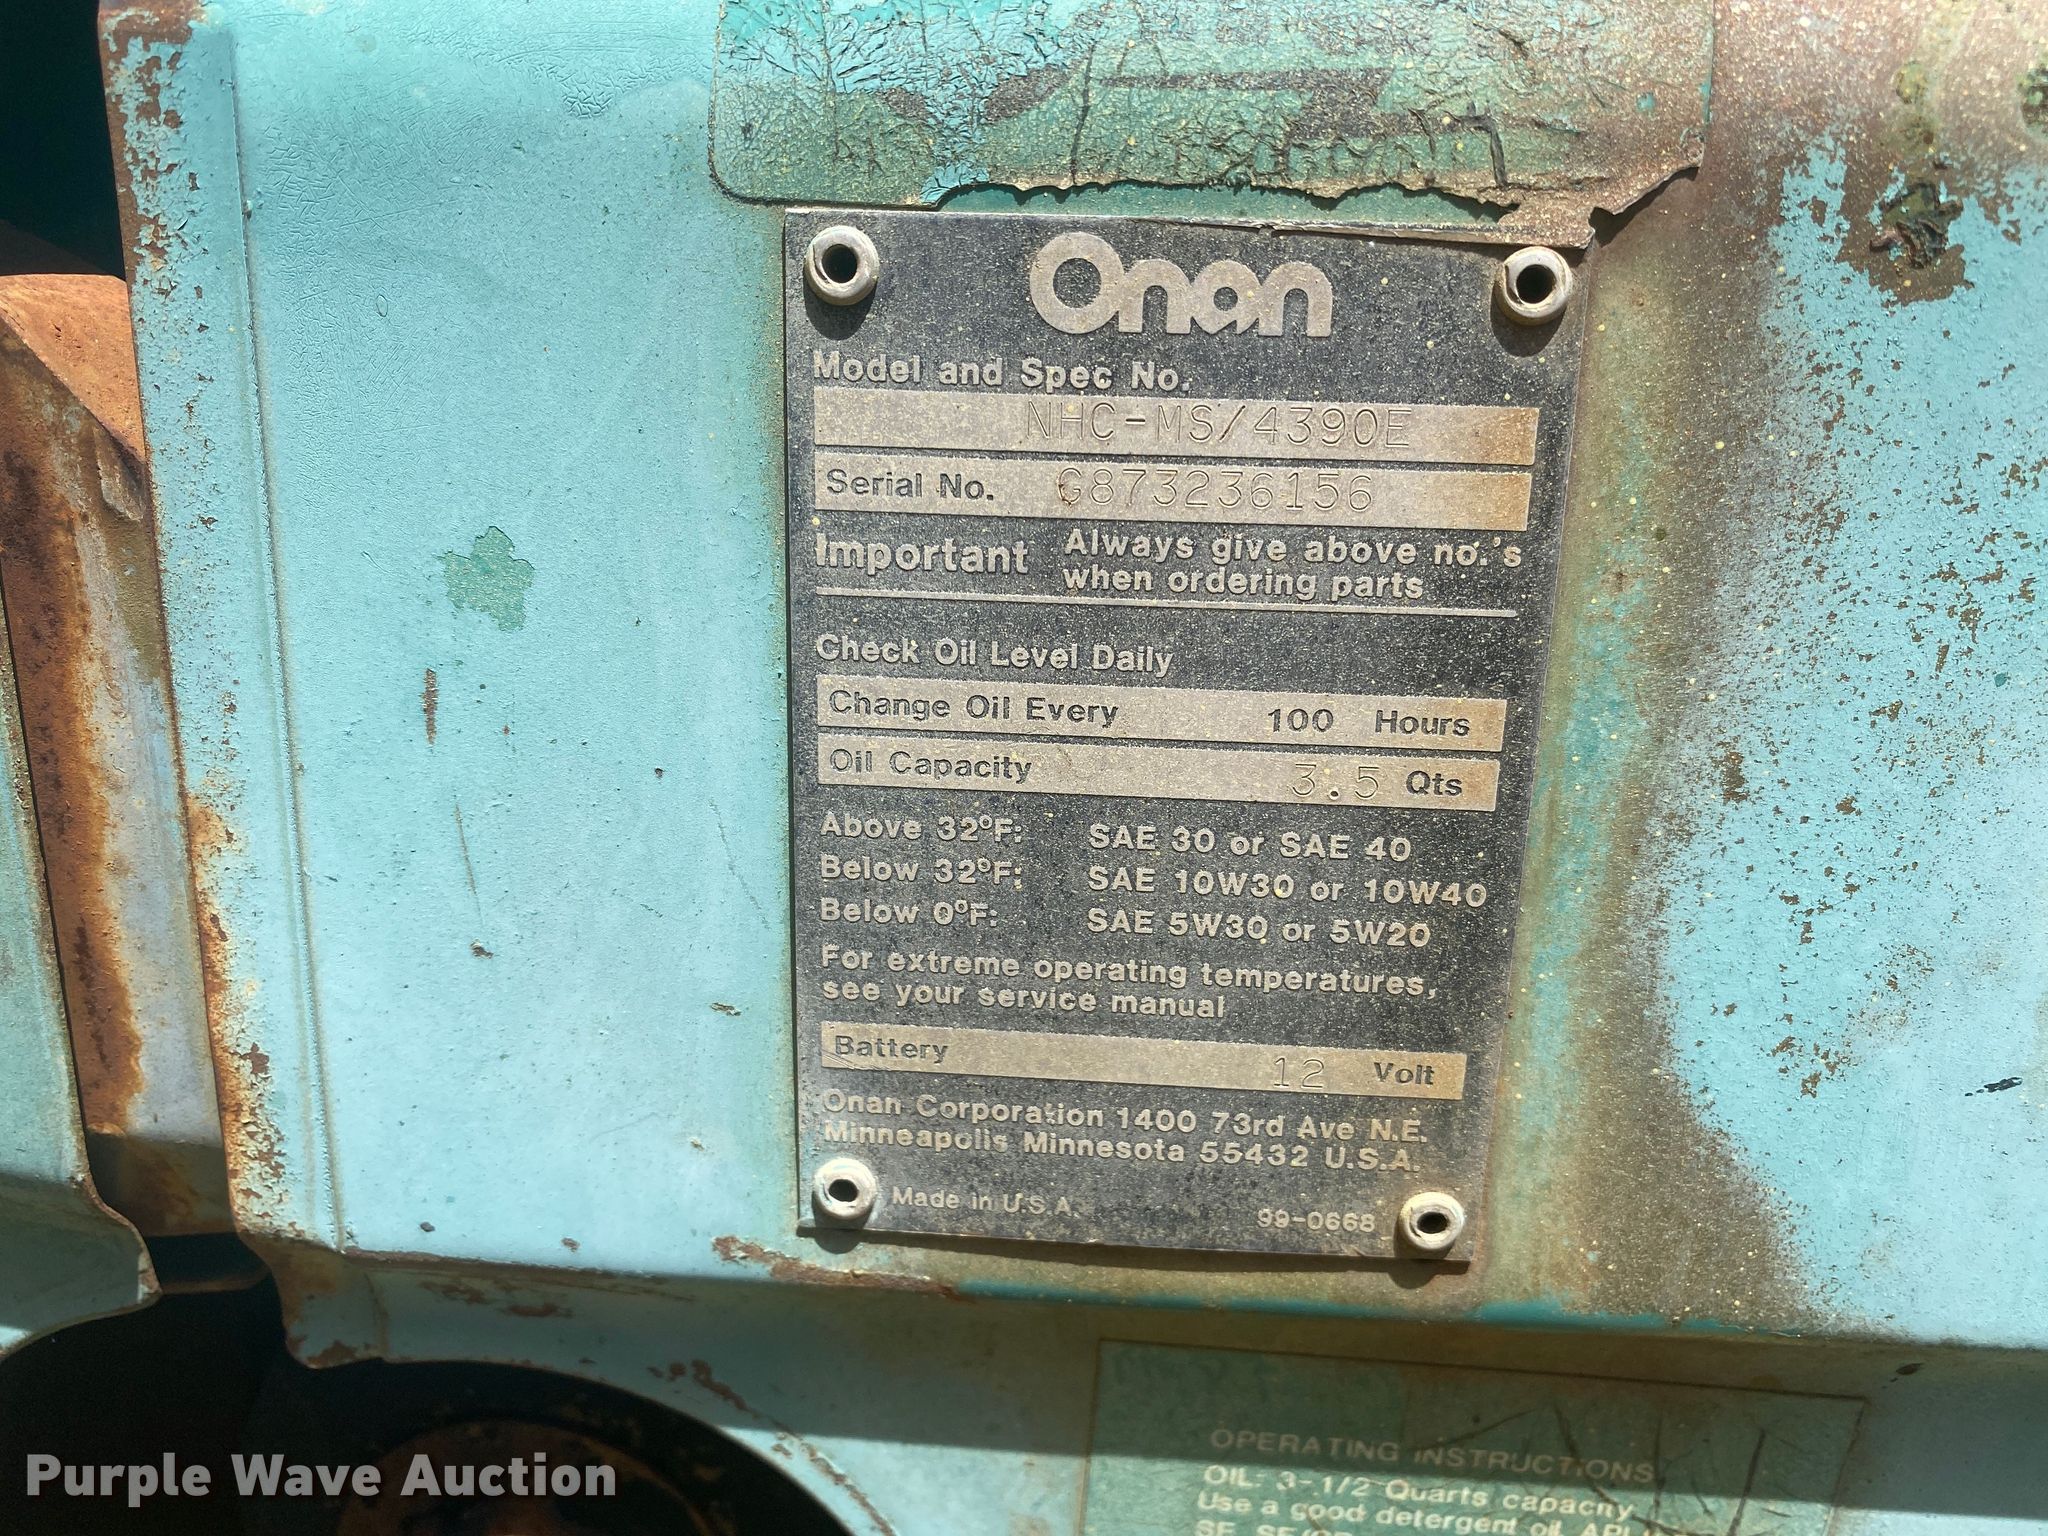 Onan
Model and Spec No.
NHC-MS/4390E
Serial No. G873236156
Important Always give above no.'s
when ordering parts
Check Oil Level Daily
Change Oil Every 100 Hours
Oil Capacity 3.5 Qts
Above 32°F: SAE 30 or SAE 40
Below 32°F: SAE 10W30 or 10W40
Below 0°F: SAE 5W30 or 5W20
For extreme operating temperatures,
see your service manual
Battery 12 Volt
Onan Corporation 1400 73rd Ave N.E.
Minneapolis Minnesota 55432 U.S.A.
Made in U.S.A. 99-0668
OPERATING INSTRUCTIONS
OIL: 3-1/2 Quarts capacity
Use a good detergent oil API
Purple Wave Auction